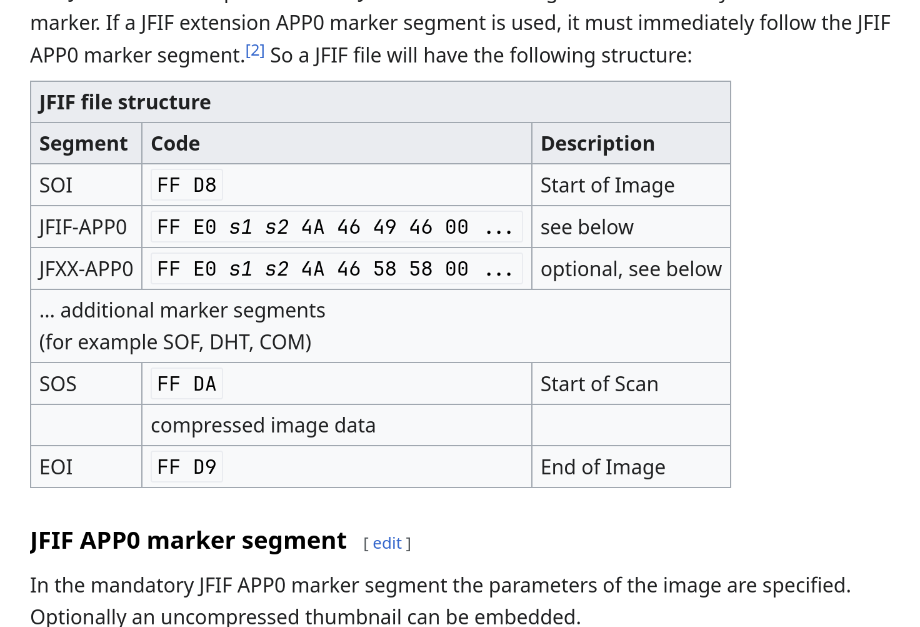 marker. If a JFIF extension APP0 marker segment is used, it must immediately follow the JFIF
APP0 marker segment.[2] So a JFIF file will have the following structure:
JFIF file structure
Segment Code Description
SOI FF D8 Start of Image
JFIF-APP0 FF E0 s1 s2 4A 46 49 46 00 ... see below
JFXX-APP0 FF E0 s1 s2 4A 46 58 58 00 ... optional, see below
... additional marker segments
(for example SOF, DHT, COM)
SOS FF DA Start of Scan
compressed image data
EOI FF D9 End of Image
JFIF APP0 marker segment [ edit ]
In the mandatory JFIF APP0 marker segment the parameters of the image are specified.
Optionally an uncompressed thumbnail can be embedded.